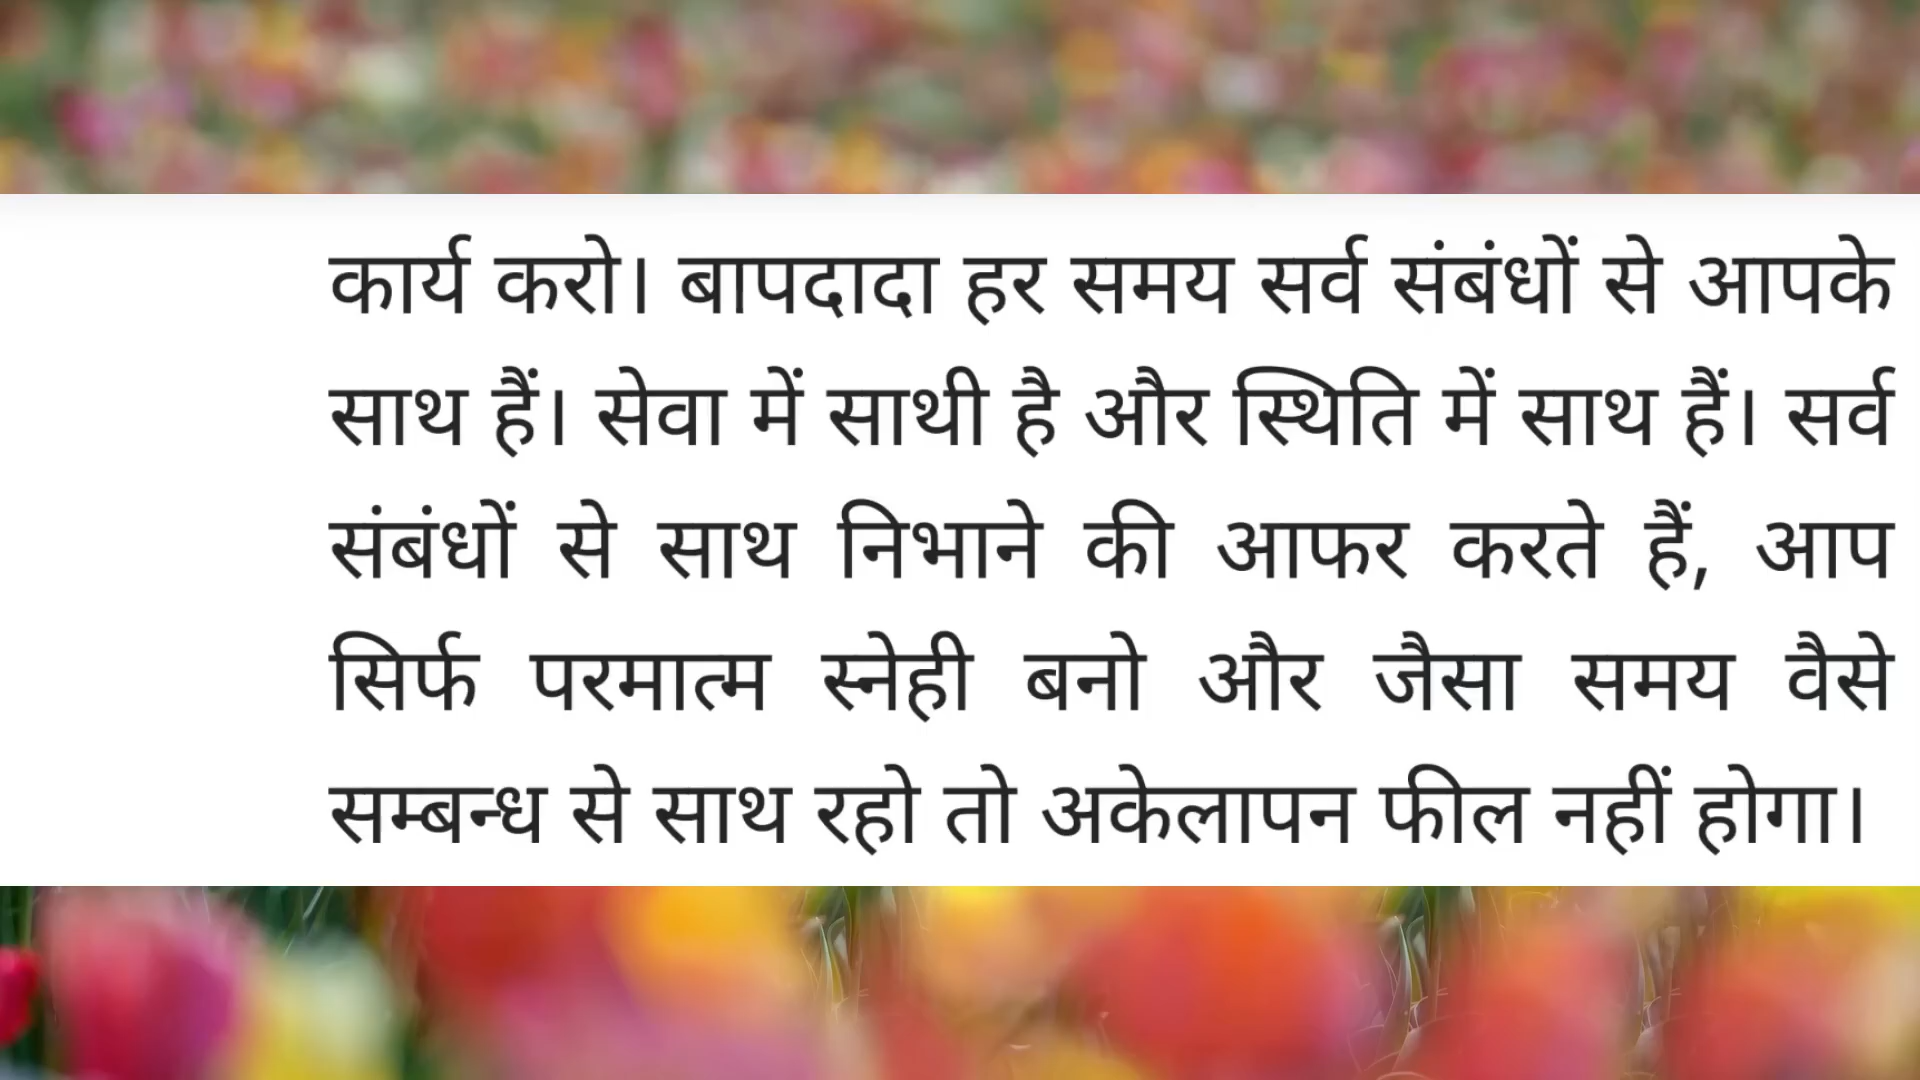 कार्य करो। बापदादा हर समय सर्व संबंधों से आपके
साथ हैं। सेवा में साथी है और स्थिति में साथ हैं। सर्व
संबंधों से साथ निभाने की आफर करते हैं, आप
सिर्फ परमात्म स्नेही बनो और जैसा समय वैसे
सम्बन्ध से साथ रहो तो अकेलापन फील नहीं होगा।